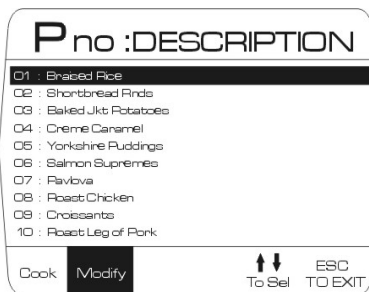 P no :DESCRIPTION
01 : Braised Rice
02 : Shortbread Rnds
03 : Baked Jkt Potatoes
04 : Creme Caramel
05 : Yorkshire Puddings
06 : Salmon Supremes
07 : Pavlova
08 : Roast Chicken
09 : Croissants
10 : Roast Leg of Pork
Cook Modify To Sel ESC TO EXIT